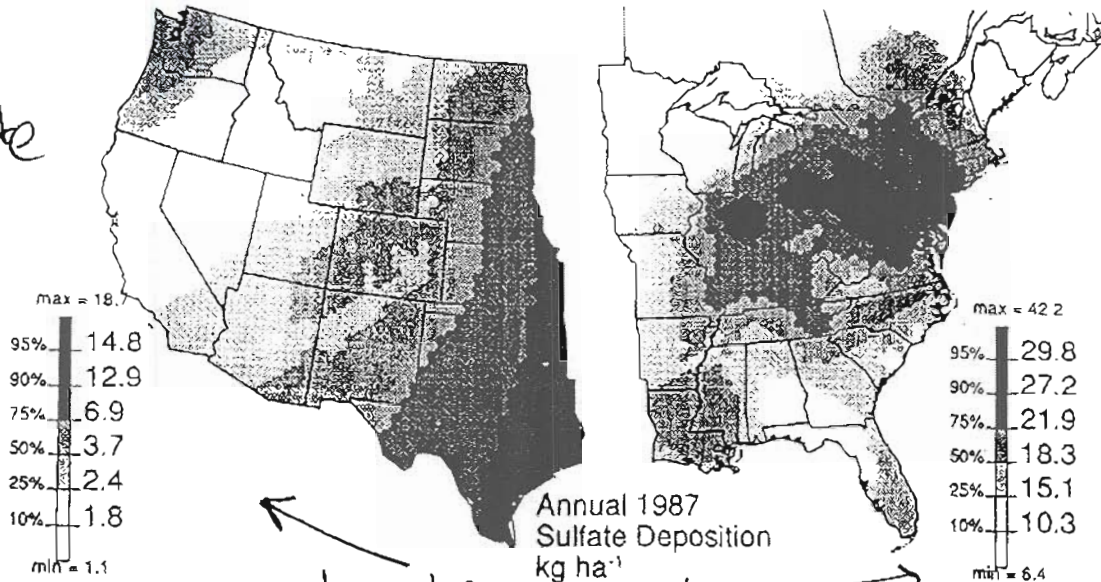 max = 18.7
95% 14.8
90% 12.9
75% 6.9
50% 3.7
25% 2.4
10% 1.8
min = 1.1
Annual 1987
Sulfate Deposition
kg ha⁻¹
max = 42.2
95% 29.8
90% 27.2
75% 21.9
50% 18.3
25% 15.1
10% 10.3
min = 6.4